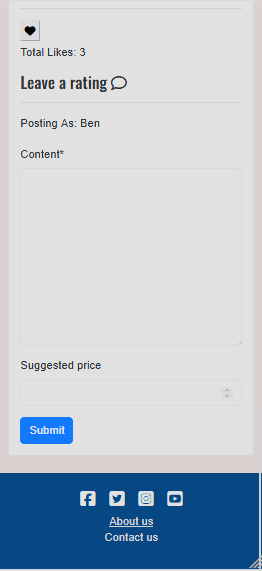 Total Likes: 3
Leave a rating
Posting As: Ben
Content*
Suggested price
Submit
About us
Contact us